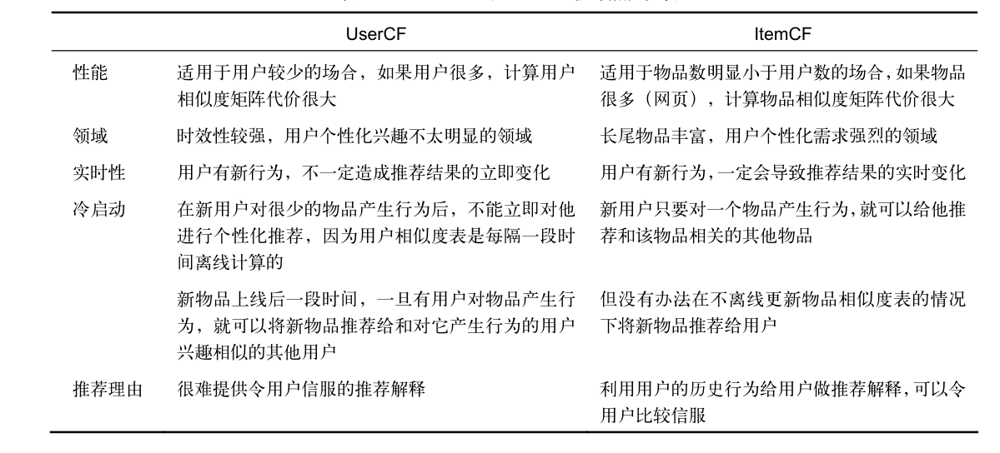 UserCF ItemCF
性能 适用于用户较少的场合，如果用户很多，计算用户 适用于物品数明显小于用户数的场合，如果物品
相似度矩阵代价很大 很多（网页），计算物品相似度矩阵代价很大
领域 时效性较强，用户个性化兴趣不太明显的领域 长尾物品丰富，用户个性化需求强烈的领域
实时性 用户有新行为，不一定造成推荐结果的立即变化 用户有新行为，一定会导致推荐结果的实时变化
冷启动 在新用户对很少的物品产生行为后，不能立即对他 新用户只要对一个物品产生行为，就可以给他推
进行个性化推荐，因为用户相似度表是每隔一段时 荐和该物品相关的其他物品
间离线计算的
新物品上线后一段时间，一旦有用户对物品产生行 但没有办法在不离线更新物品相似度表的情况
为，就可以将新物品推荐给和对它产生行为的用户 下将新物品推荐给用户
兴趣相似的其他用户
推荐理由 很难提供令用户信服的推荐解释 利用用户的历史行为给用户做推荐解释，可以令
用户比较信服